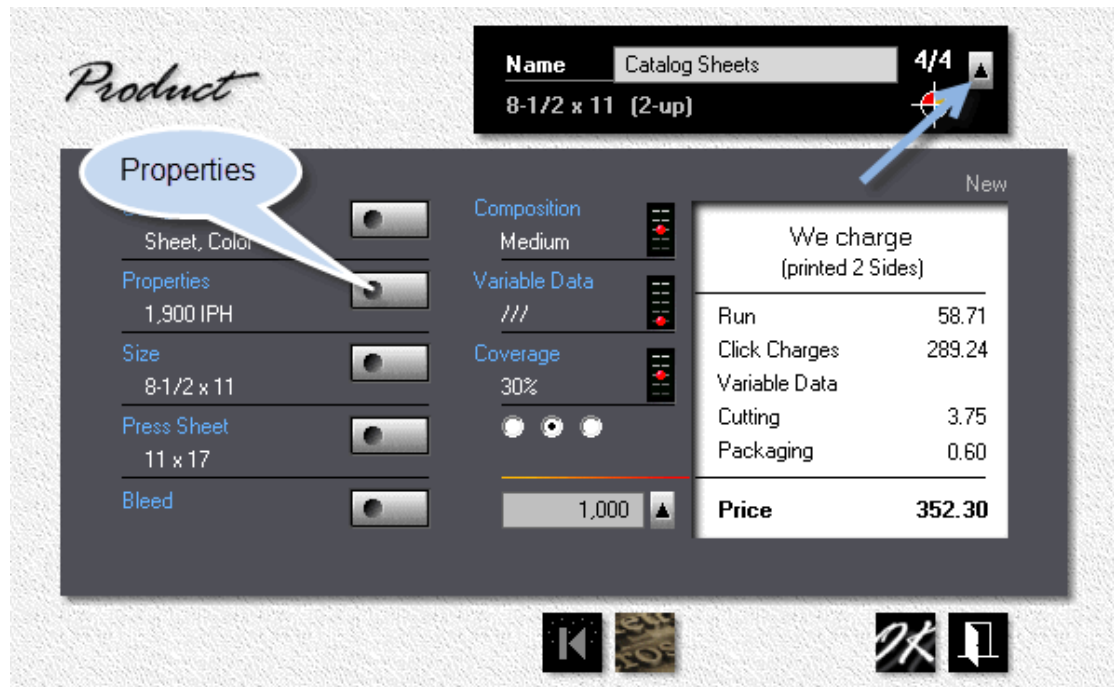 Product
Name Catalog Sheets 4/4
8-1/2 x 11 (2-up)
Properties
New
Sheet, Color
Properties
1,900 IPH
Size
8-1/2 x 11
Press Sheet
11 x 17
Bleed
Composition
Medium
Variable Data
///
Coverage
30%
1,000
We charge
(printed 2 Sides)
Run 58.71
Click Charges 289.24
Variable Data
Cutting 3.75
Packaging 0.60
Price 352.30
OK